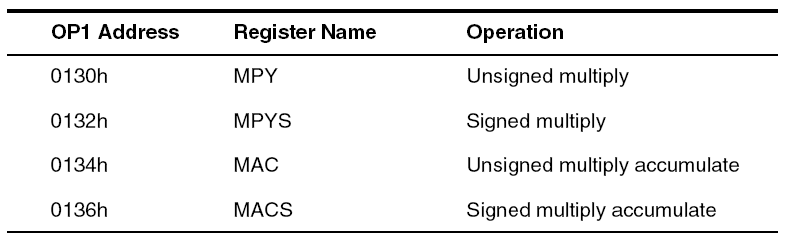 OP1 Address Register Name Operation
0130h MPY Unsigned multiply
0132h MPYS Signed multiply
0134h MAC Unsigned multiply accumulate
0136h MACS Signed multiply accumulate